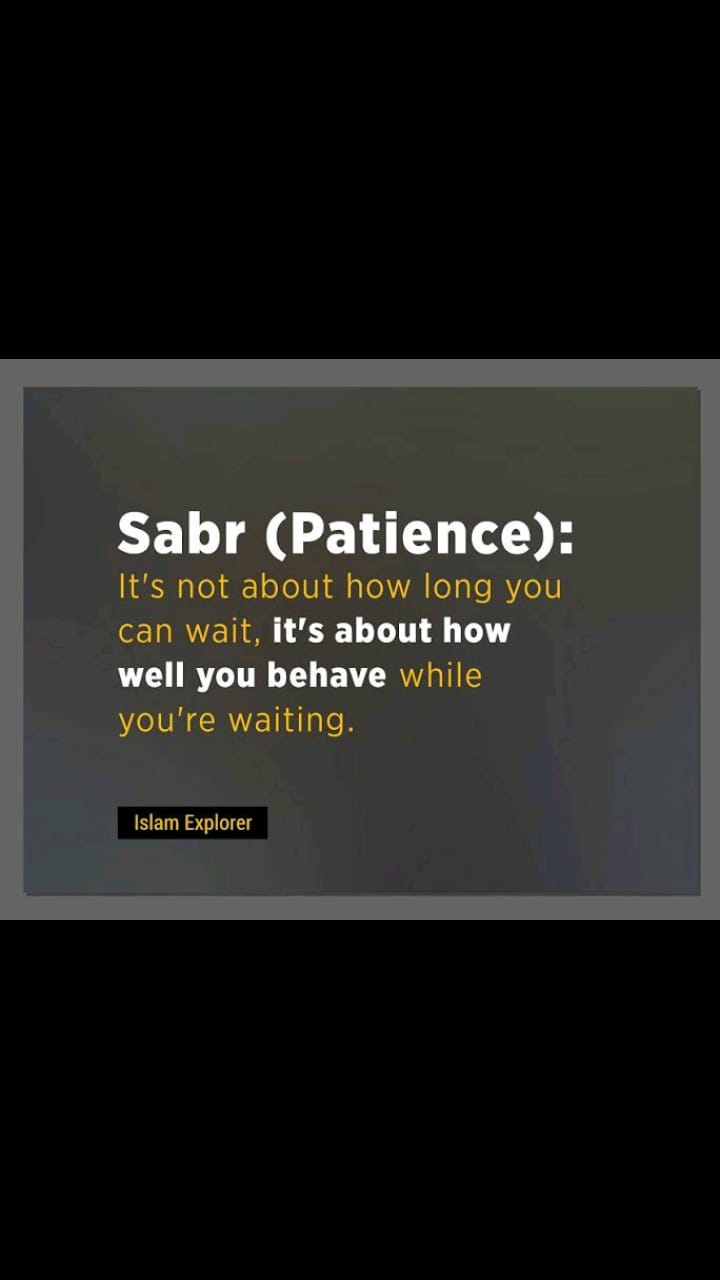 Sabr (Patience):
It's not about how long you
can wait, it's about how
well you behave while
you're waiting.
Islam Explorer